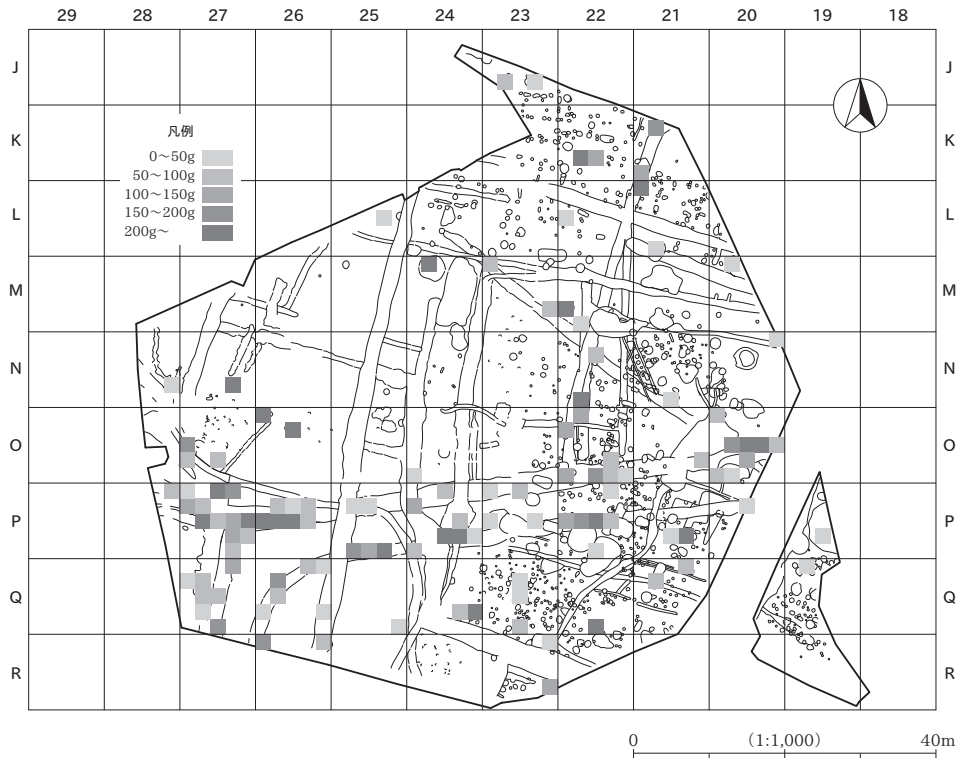 29 28 27 26 25 24 23 22 21 20 19 18
J J
K K
L L
M M
N N
O O
P P
Q Q
R R
凡例
0～50g
50～100g
100～150g
150～200g
200g～
0 （1:1,000） 40m